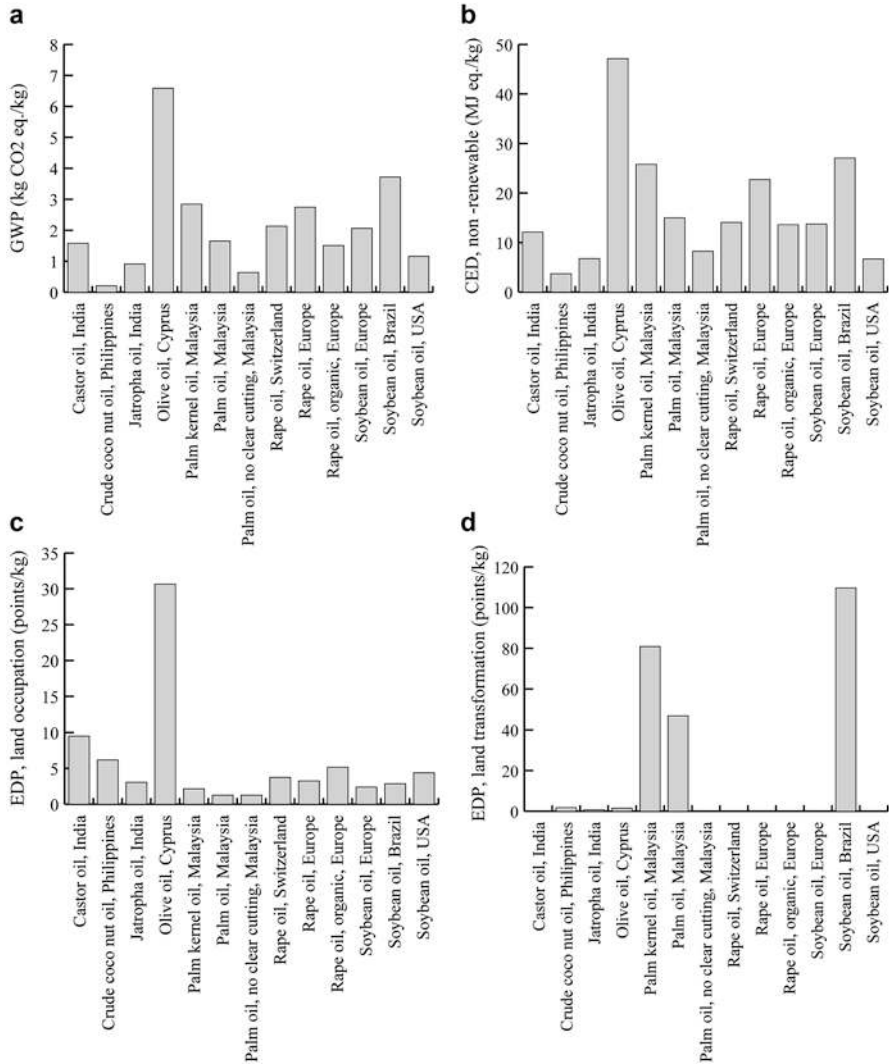 a
GWP (kg CO2 eq./kg)
8
7
6
5
4
3
2
1
0
Castor oil, India
Crude coco nut oil, Philippines
Jatropha oil, India
Olive oil, Cyprus
Palm kernel oil, Malaysia
Palm oil, Malaysia
Palm oil, no clear cutting, Malaysia
Rape oil, Switzerland
Rape oil, Europe
Rape oil, organic, Europe
Soybean oil, Europe
Soybean oil, Brazil
Soybean oil, USA
b
CED, non -renewable (MJ eq./kg)
50
40
30
20
10
0
Castor oil, India
Crude coco nut oil, Philippines
Jatropha oil, India
Olive oil, Cyprus
Palm kernel oil, Malaysia
Palm oil, Malaysia
Palm oil, no clear cutting, Malaysia
Rape oil, Switzerland
Rape oil, Europe
Rape oil, organic, Europe
Soybean oil, Europe
Soybean oil, Brazil
Soybean oil, USA
c
EDP, land occupation (points/kg)
35
30
25
20
15
10
5
0
Castor oil, India
Crude coco nut oil, Philippines
Jatropha oil, India
Olive oil, Cyprus
Palm kernel oil, Malaysia
Palm oil, Malaysia
Palm oil, no clear cutting, Malaysia
Rape oil, Switzerland
Rape oil, Europe
Rape oil, organic, Europe
Soybean oil, Europe
Soybean oil, Brazil
Soybean oil, USA
d
EDP, land transformation (points/kg)
120
100
80
60
40
20
0
Castor oil, India
Crude coco nut oil, Philippines
Jatropha oil, India
Olive oil, Cyprus
Palm kernel oil, Malaysia
Palm oil, Malaysia
Palm oil, no clear cutting, Malaysia
Rape oil, Switzerland
Rape oil, Europe
Rape oil, organic, Europe
Soybean oil, Europe
Soybean oil, Brazil
Soybean oil, USA